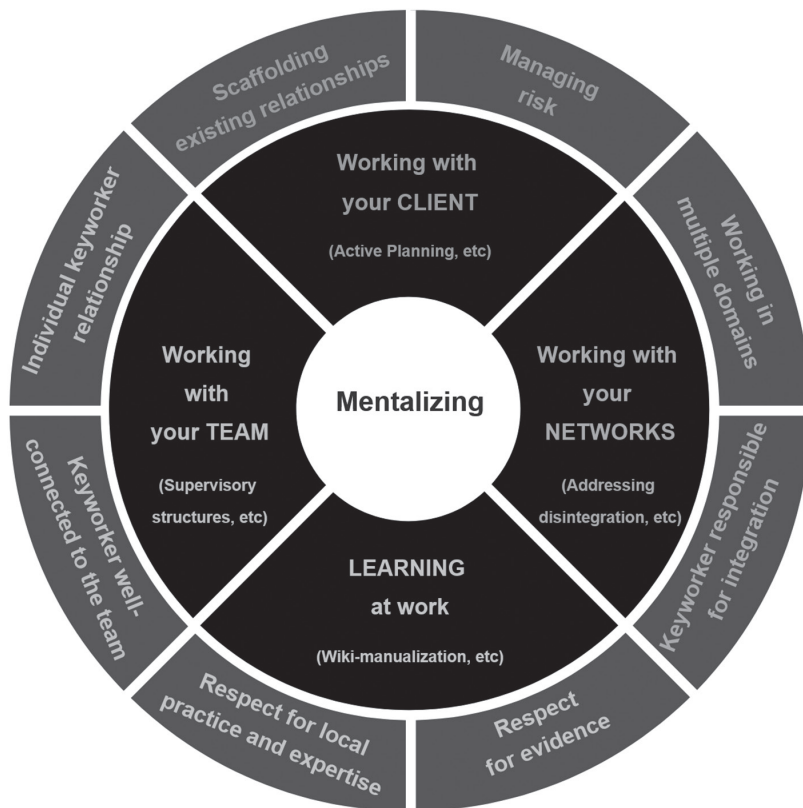 Scaffolding
existing relationships
Managing
risk
Working in
multiple domains
Keyworker responsible
for integration
Respect
for evidence
Respect for local
practice and expertise
Keyworker well-
connected to the team
Individual keyworker
relationship
Working with
your CLIENT
(Active Planning, etc)
Working with
your
NETWORKS
(Addressing
disintegration, etc)
LEARNING
at work
(Wiki-manualization, etc)
Working
with
your TEAM
(Supervisory
structures, etc)
Mentalizing